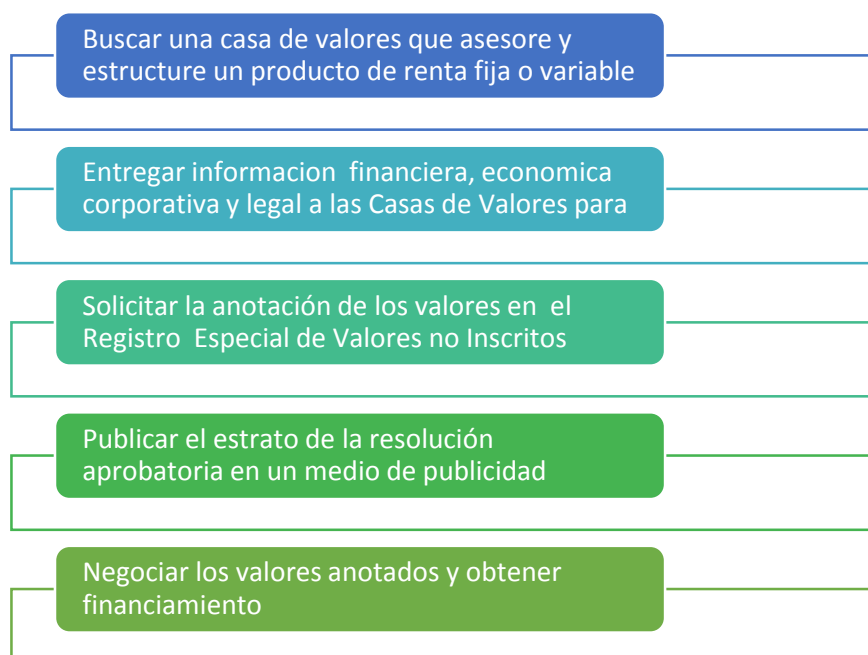 Buscar una casa de valores que asesore y
estructure un producto de renta fija o variable
Entregar informacion financiera, economica
corporativa y legal a las Casas de Valores para
Solicitar la anotación de los valores en el
Registro Especial de Valores no Inscritos
Publicar el estrato de la resolución
aprobatoria en un medio de publicidad
Negociar los valores anotados y obtener
financiamiento